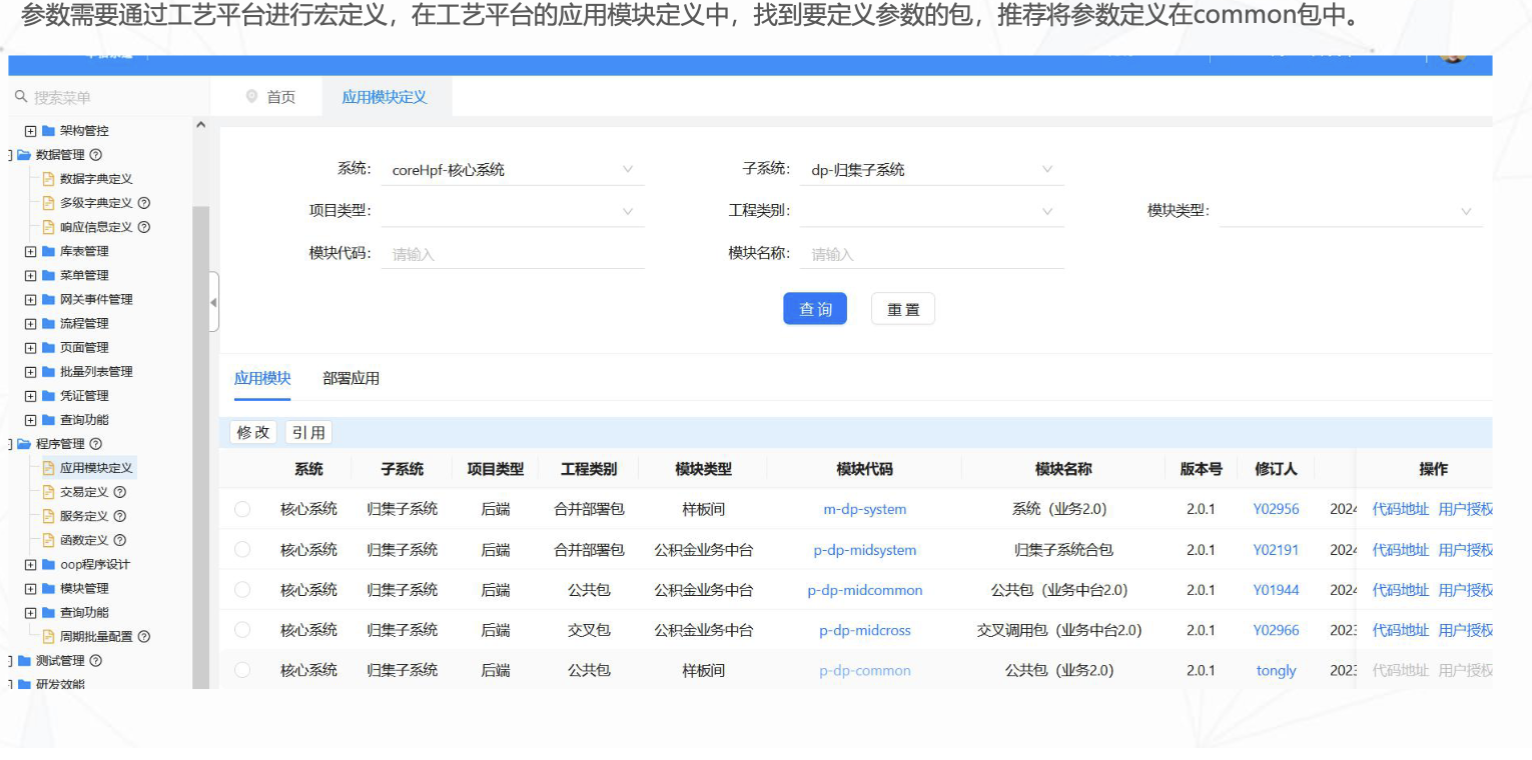 参数需要通过工艺平台进行宏定义，在工艺平台的应用模块定义中，找到要定义参数的包，推荐将参数定义在common包中。
搜索菜单
首页 应用模块定义
架构管控
数据管理
数据字典定义
多级字典定义
响应信息定义
库表管理
菜单管理
网关事件管理
流程管理
页面管理
批量列表管理
凭证管理
查询功能
程序管理
应用模块定义
交易定义
服务定义
函数定义
oop程序设计
模块管理
查询功能
周期批量配置
测试管理
研发效能
系统: coreHpf-核心系统 子系统: dp-归集子系统
项目类型: 工程类别: 模块类型:
模块代码: 请输入 模块名称: 请输入
查询 重置
应用模块 部署应用
修改 引用
系统 子系统 项目类型 工程类别 模块类型 模块代码 模块名称 版本号 修订人 操作
核心系统 归集子系统 后端 合并部署包 样板间 m-dp-system 系统（业务2.0） 2.0.1 Y02956 2024 代码地址 用户授权
核心系统 归集子系统 后端 合并部署包 公积金业务中台 p-dp-midsystem 归集子系统合包 2.0.1 Y02191 2024 代码地址 用户授权
核心系统 归集子系统 后端 公共包 公积金业务中台 p-dp-midcommon 公共包（业务中台2.0） 2.0.1 Y01944 2024 代码地址 用户授权
核心系统 归集子系统 后端 交叉包 公积金业务中台 p-dp-midcross 交叉调用包（业务中台2.0） 2.0.1 Y02966 2023 代码地址 用户授权
核心系统 归集子系统 后端 公共包 样板间 p-dp-common 公共包（业务2.0） 2.0.1 tongly 2023 代码地址 用户授权